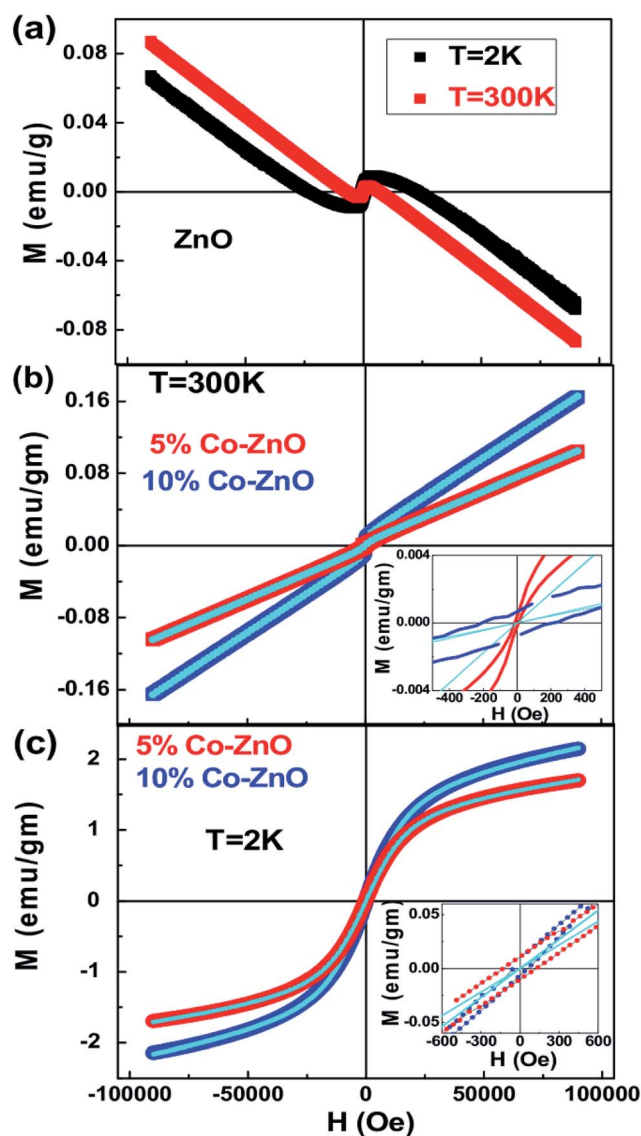 (a)
0.08
T=2K
T=300K
0.04
0.00
-0.04
-0.08
M (emu/g)
ZnO
(b)
T=300K
0.16
5% Co-ZnO
10% Co-ZnO
0.08
0.00
-0.08
-0.16
M (emu/gm)
0.004
0.000
-0.004
M (emu/gm)
-500 -250 0 250 500
H (Oe)
(c)
5% Co-ZnO
10% Co-ZnO
T=2K
2
1
0
-1
-2
M (emu/gm)
0.05
0.00
-0.05
M (emu/gm)
-600 -300 0 300 600
H (Oe)
-100000 -50000 0 50000 100000
H (Oe)